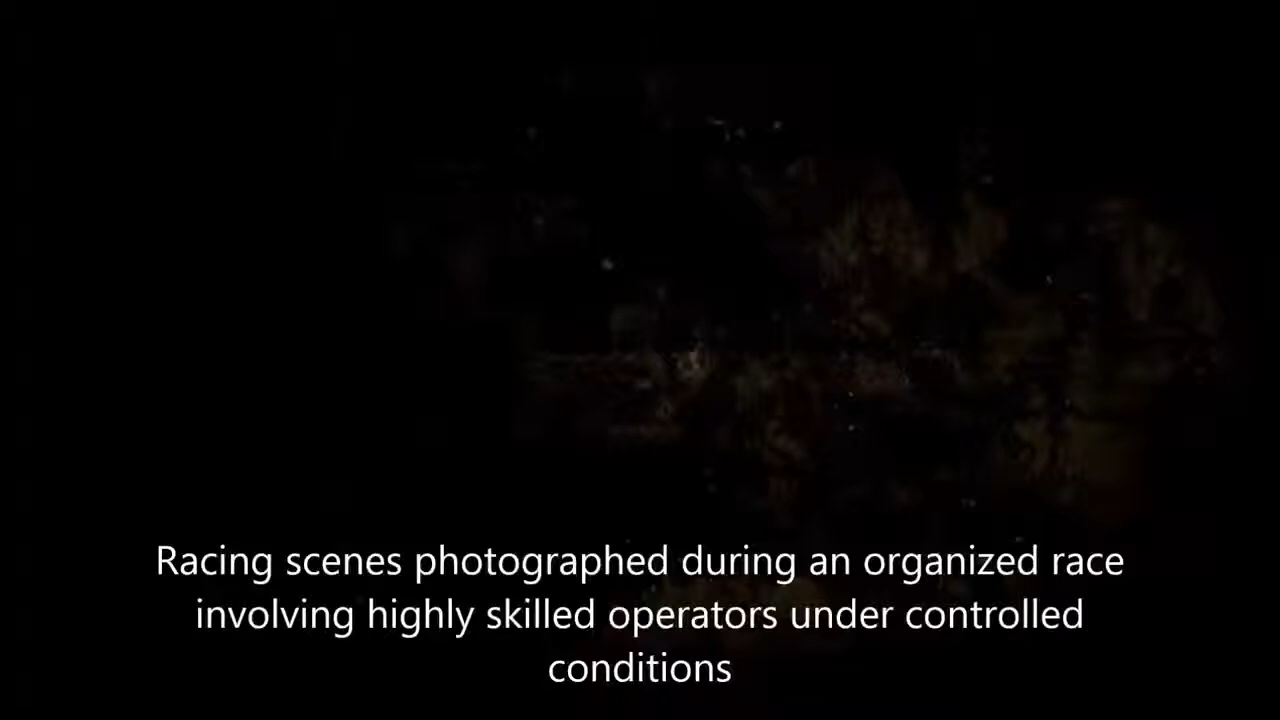 Racing scenes photographed during an organized race
involving highly skilled operators under controlled
conditions